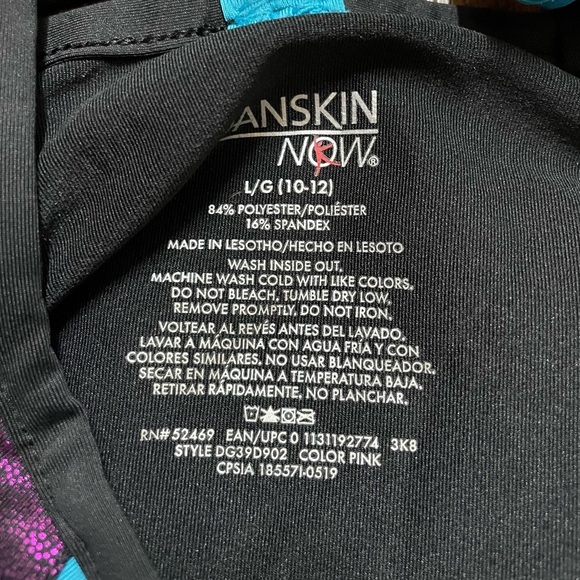 ANSKIN
NOW®
L/G (10-12)
84% POLYESTER/POLIÉSTER
16% SPANDEX
MADE IN LESOTHO/HECHO EN LESOTO
WASH INSIDE OUT.
MACHINE WASH COLD WITH LIKE COLORS.
DO NOT BLEACH, TUMBLE DRY LOW,
REMOVE PROMPTLY, DO NOT IRON.
VOLTEAR AL REVÉS ANTES DEL LAVADO.
LAVAR A MÁQUINA CON AGUA FRÍA Y CON
COLORES SIMILARES. NO USAR BLANQUEADOR.
SECAR EN MÁQUINA A TEMPERATURA BAJA.
RETIRAR RÁPIDAMENTE. NO PLANCHAR.
RN# 52469 EAN/UPC 0 1131192774 3K8
STYLE DG39D902 COLOR PINK
CPSIA 185571-0519